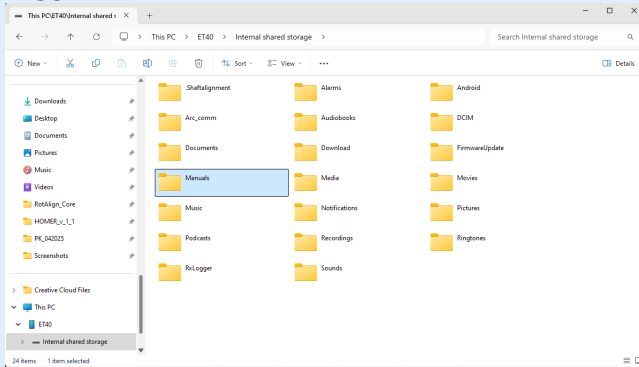 This PC\ET40\Internal shared s
This PC > ET40 > Internal shared storage >
Search Internal shared storage
New
Sort
View
Details
Downloads
Desktop
Documents
Pictures
Music
Videos
RotAlign_Core
HOMER_v_1_1
PK_042025
Screenshots
Creative Cloud Files
This PC
ET40
Internal shared storage
.Shaftalignment
Alarms
Android
Arc_comm
Audiobooks
DCIM
Documents
Download
FirmwareUpdate
Manuals
Media
Movies
Music
Notifications
Pictures
Podcasts
Recordings
Ringtones
RxLogger
Sounds
24 items 1 item selected